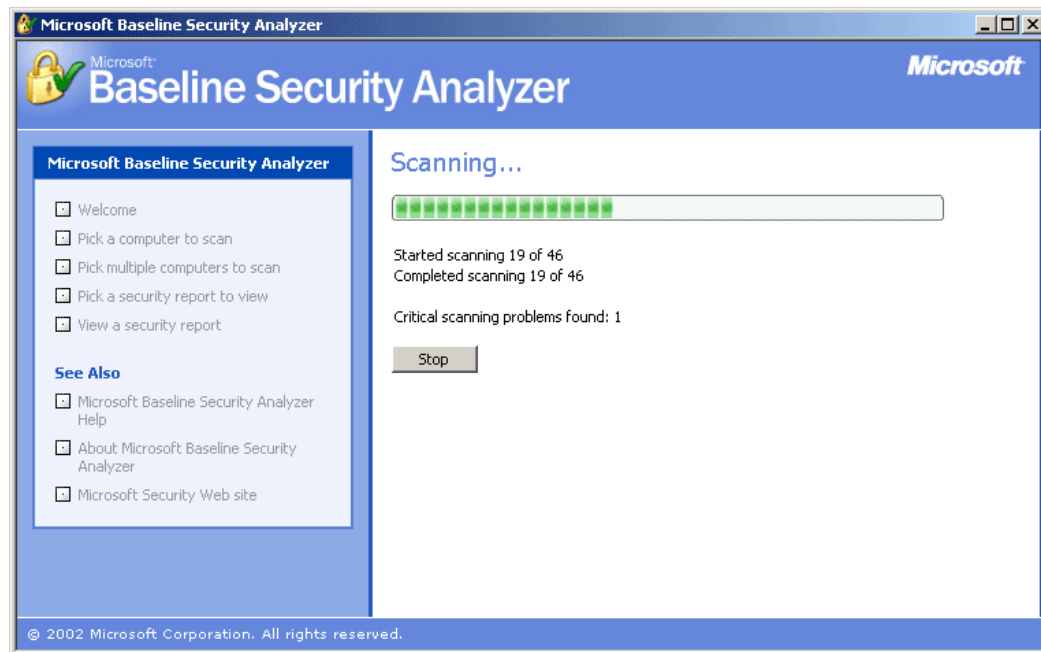 Microsoft Baseline Security Analyzer
Microsoft
Baseline Security Analyzer
Microsoft
Microsoft Baseline Security Analyzer
Welcome
Pick a computer to scan
Pick multiple computers to scan
Pick a security report to view
View a security report
See Also
Microsoft Baseline Security Analyzer
Help
About Microsoft Baseline Security
Analyzer
Microsoft Security Web site
Scanning...
Started scanning 19 of 46
Completed scanning 19 of 46
Critical scanning problems found: 1
Stop
© 2002 Microsoft Corporation. All rights reserved.